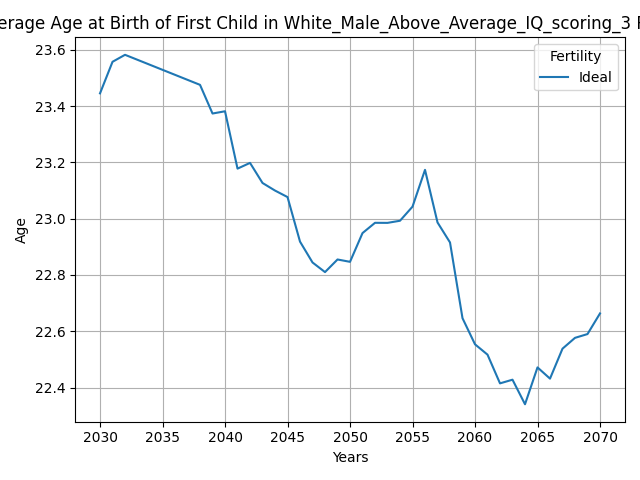 Average Age at Birth of First Child in White_Male_Above_Average_IQ_scoring_3
Fertility
Ideal
23.6
23.4
23.2
23.0
22.8
22.6
22.4
Age
2030 2035 2040 2045 2050 2055 2060 2065 2070
Years